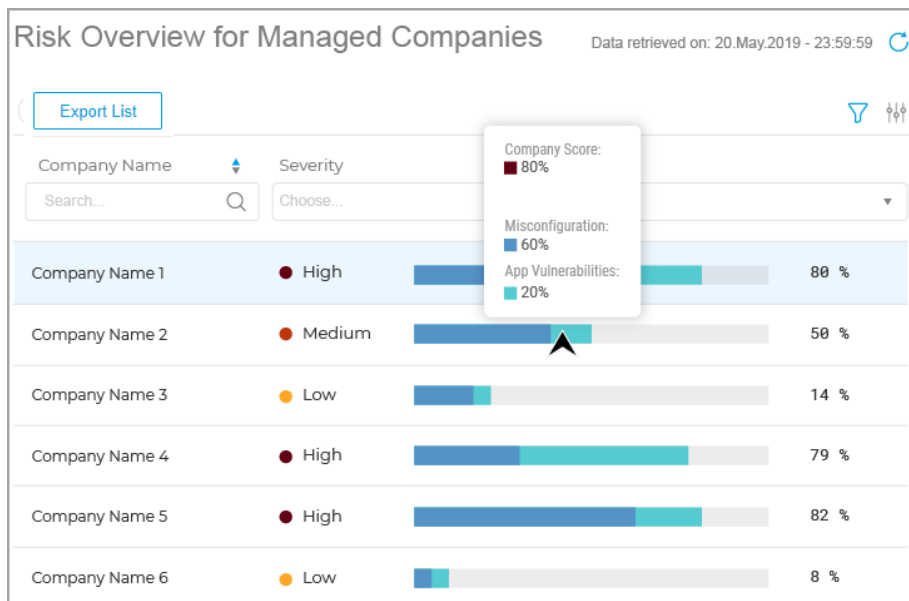 Risk Overview for Managed Companies
Data retrieved on: 20.May.2019 - 23:59:59
Export List
Company Name
Severity
Search...
Choose...
Company Score:
80%
Misconfiguration:
60%
App Vulnerabilities:
20%
Company Name 1 High 80 %
Company Name 2 Medium 50 %
Company Name 3 Low 14 %
Company Name 4 High 79 %
Company Name 5 High 82 %
Company Name 6 Low 8 %